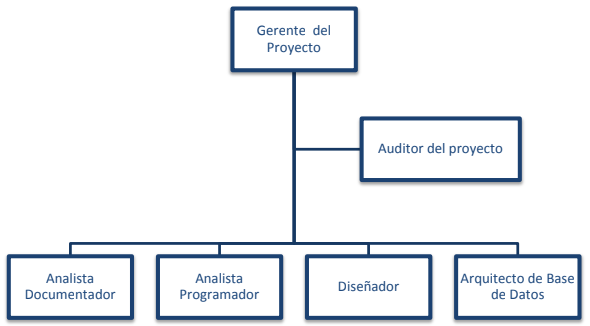 Gerente del
Proyecto
Auditor del proyecto
Analista
Documentador
Analista
Programador
Diseñador
Arquitecto de Base
de Datos